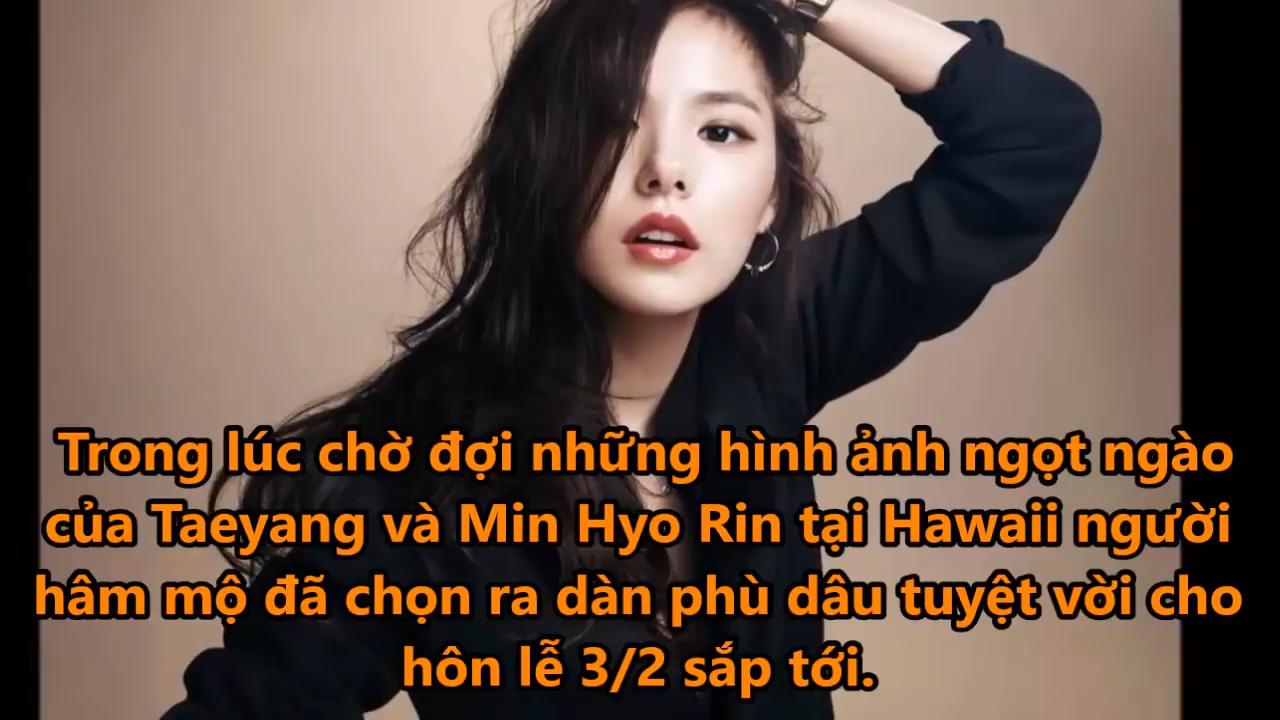 Trong lúc chờ đợi những hình ảnh ngọt ngào
của Taeyang và Min Hyo Rin tại Hawaii người
hâm mộ đã chọn ra dàn phù dâu tuyệt vời cho
hôn lễ 3/2 sắp tới.